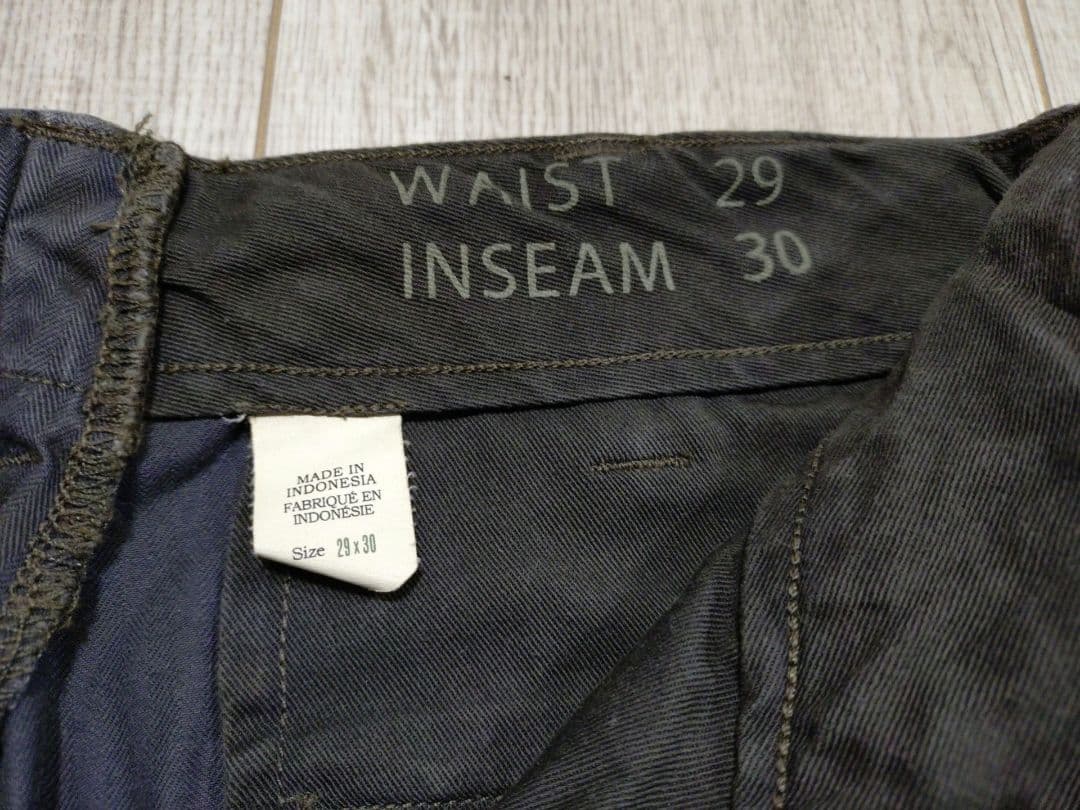 WAIST 29
INSEAM 30
MADE IN
INDONESIA
FABRIQUÉ EN
INDONÉSIE
Size 29 x 30